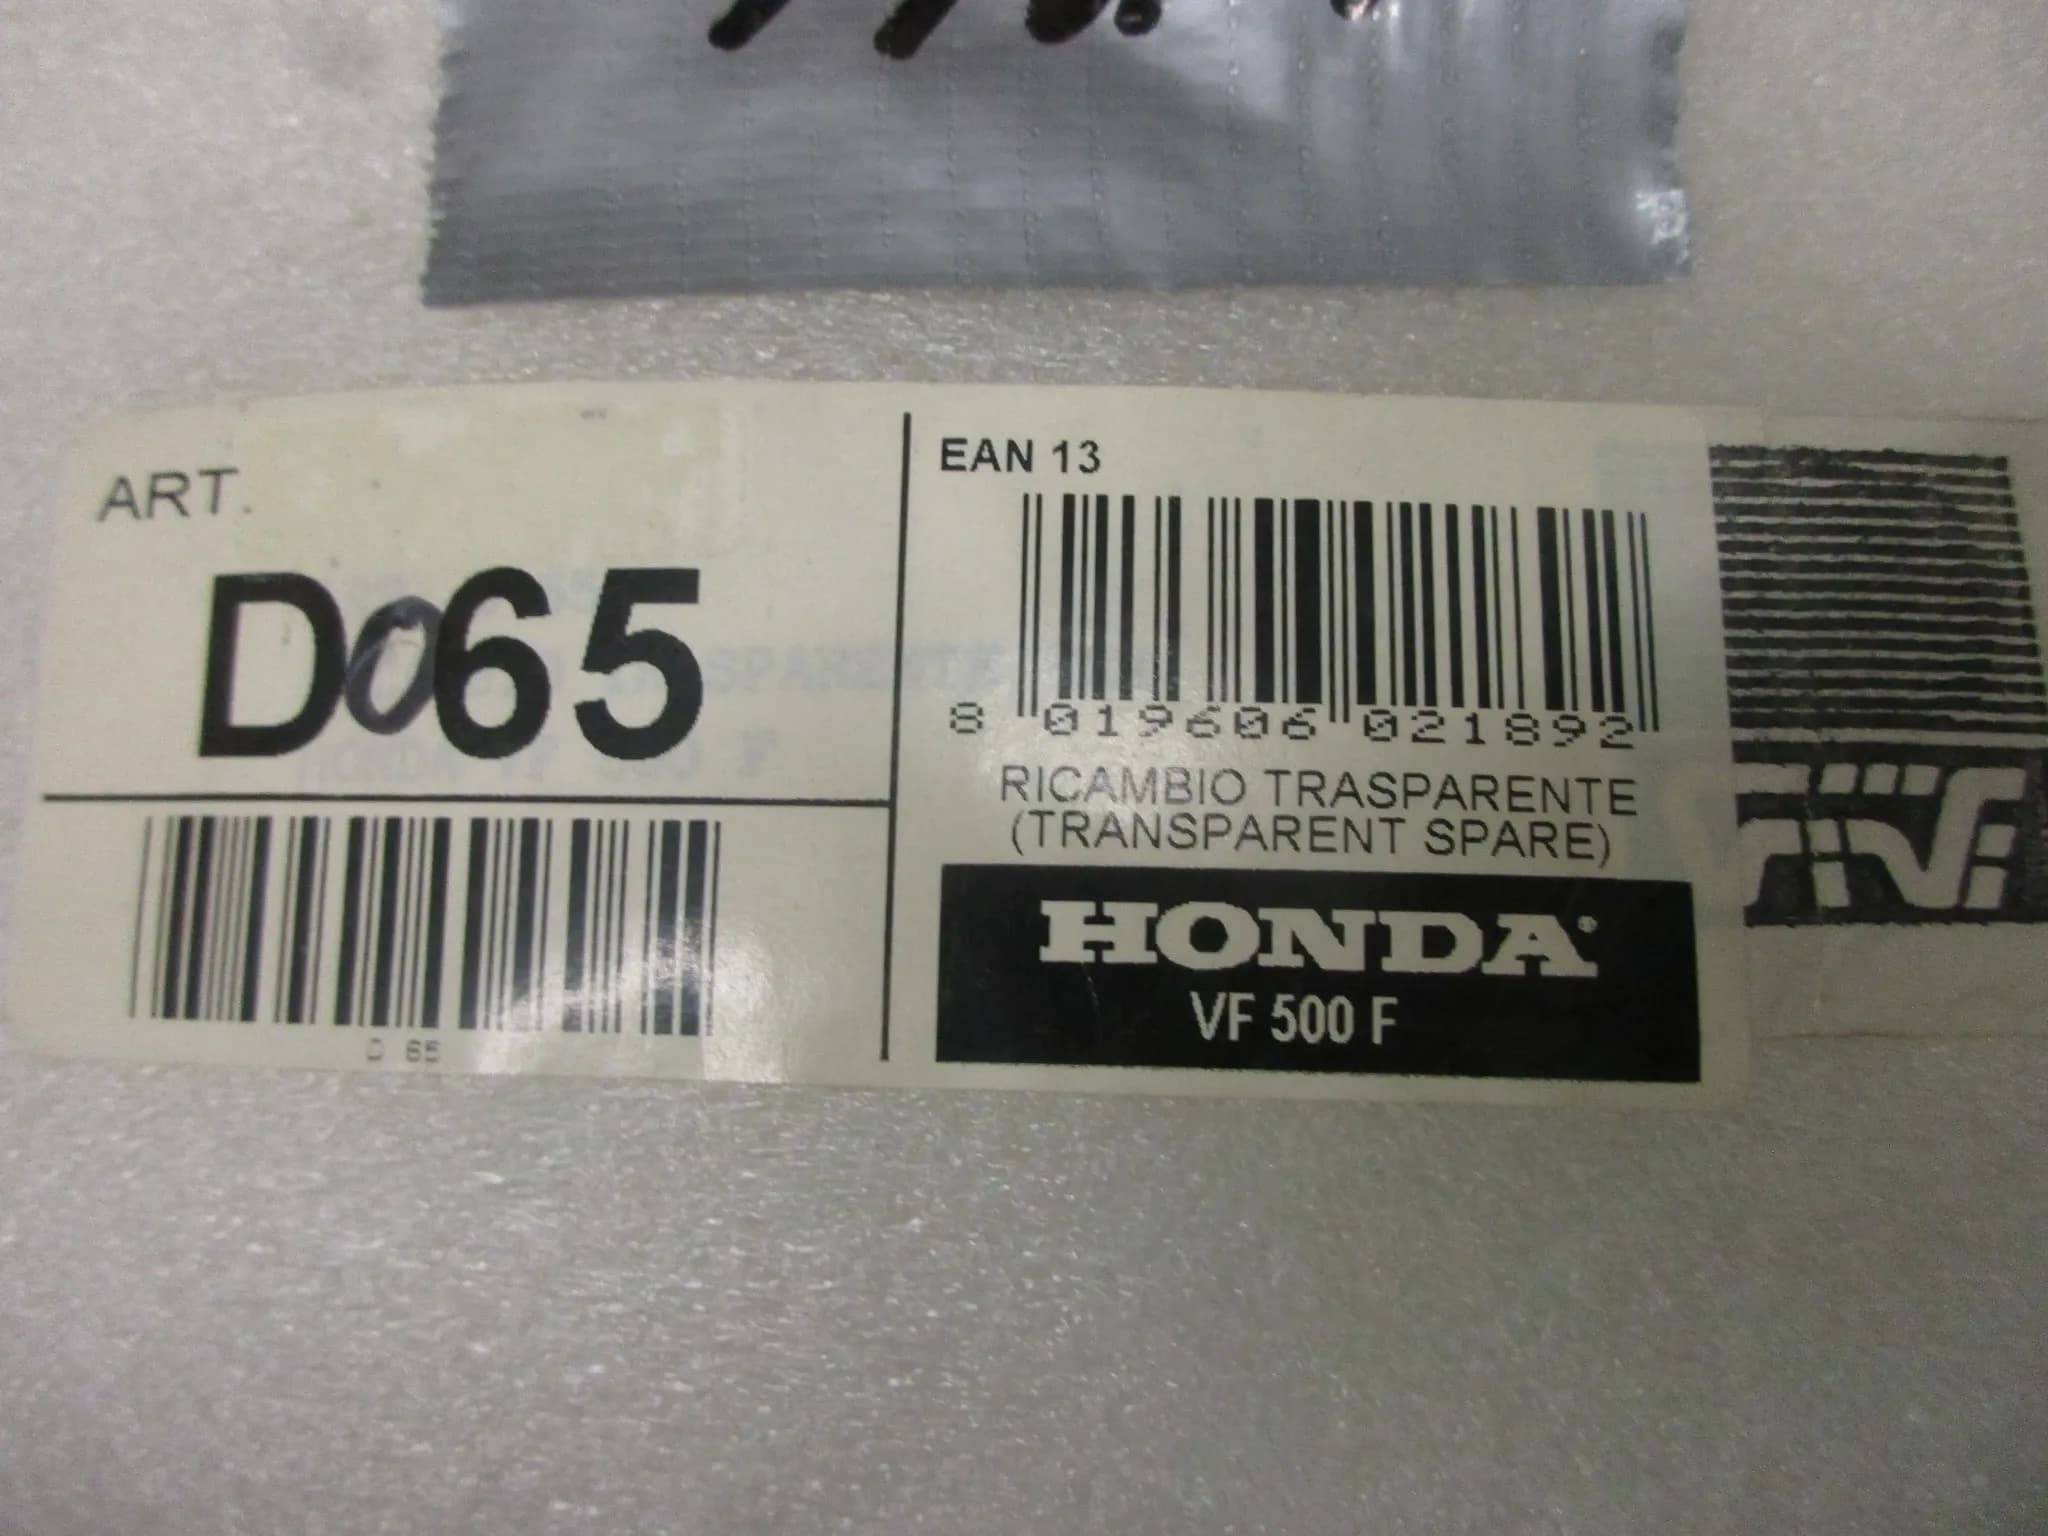 ART.
D065
D 65
EAN 13
8 019606 021892
RICAMBIO TRASPARENTE
(TRANSPARENT SPARE)
HONDA®
VF 500 F